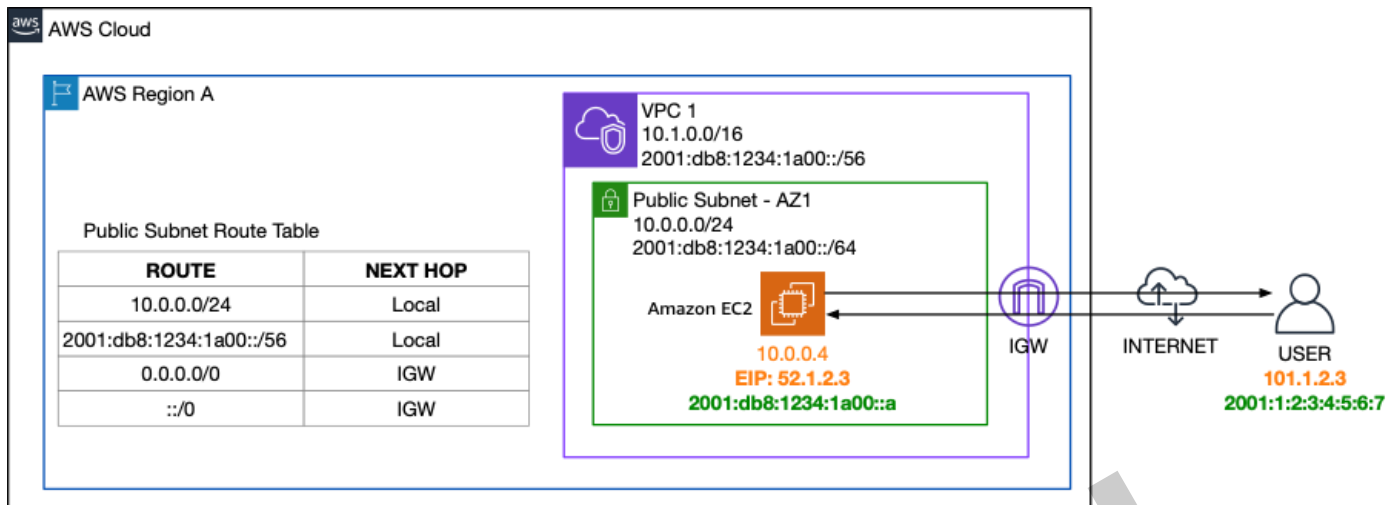 aws
AWS Cloud
AWS Region A
VPC 1
10.1.0.0/16
2001:db8:1234:1a00::/56
Public Subnet - AZ1
10.0.0.0/24
2001:db8:1234:1a00::/64
Public Subnet Route Table
ROUTE NEXT HOP
10.0.0.0/24 Local
2001:db8:1234:1a00::/56 Local
0.0.0.0/0 IGW
::/0 IGW
Amazon EC2
10.0.0.4
EIP: 52.1.2.3
2001:db8:1234:1a00::a
IGW
INTERNET
USER
101.1.2.3
2001:1:2:3:4:5:6:7